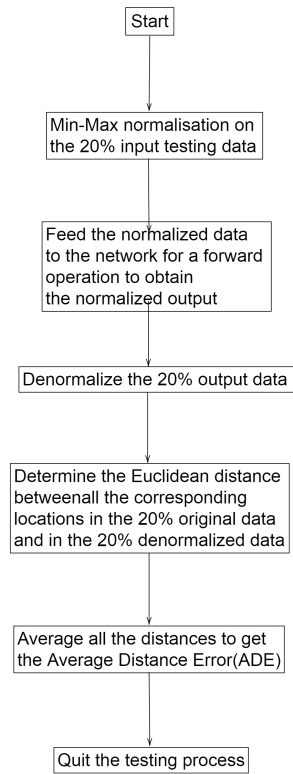 Start
Min-Max normalisation on
the 20% input testing data
Feed the normalized data
to the network for a forward
operation to obtain
the normalized output
Denormalize the 20% output data
Determine the Euclidean distance
betweenall the corresponding
locations in the 20% original data
and in the 20% denormalized data
Average all the distances to get
the Average Distance Error(ADE)
Quit the testing process